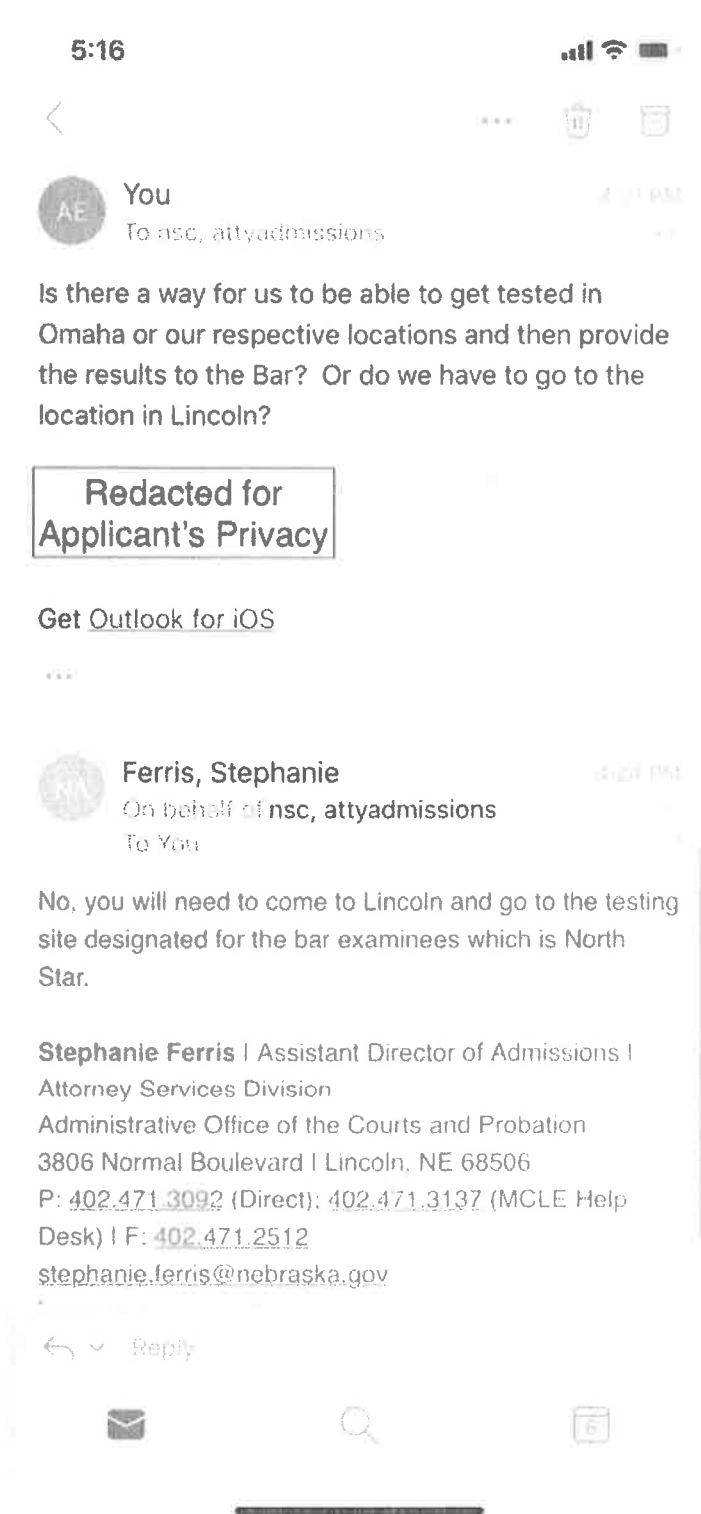 5:16
AE
You
To nsc, attyadmissions
Is there a way for us to be able to get tested in
Omaha or our respective locations and then provide
the results to the Bar?  Or do we have to go to the
location in Lincoln?
Redacted for
Applicant's Privacy
Get Outlook for iOS
Ferris, Stephanie
On behalf of nsc, attyadmissions
To You
No, you will need to come to Lincoln and go to the testing
site designated for the bar examinees which is North
Star.
Stephanie Ferris | Assistant Director of Admissions |
Attorney Services Division
Administrative Office of the Courts and Probation
3806 Normal Boulevard | Lincoln, NE 68506
P: 402.471.3092 (Direct); 402.471.3137 (MCLE Help
Desk) | F: 402.471.2512
stephanie.ferris@nebraska.gov
Reply
6